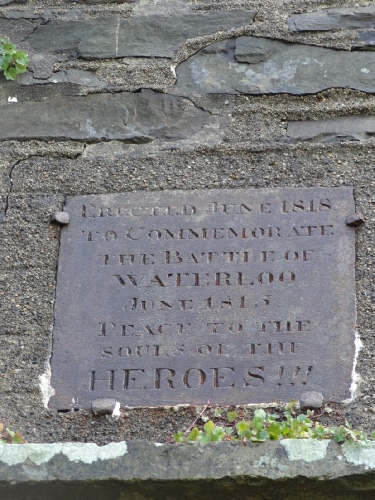 ERECTED JUNE 1818
TO COMMEMORATE
THE BATTLE OF
WATERLOO
JUNE 1815
PEACE TO THE
SOULS OF THE
HEROES!!!